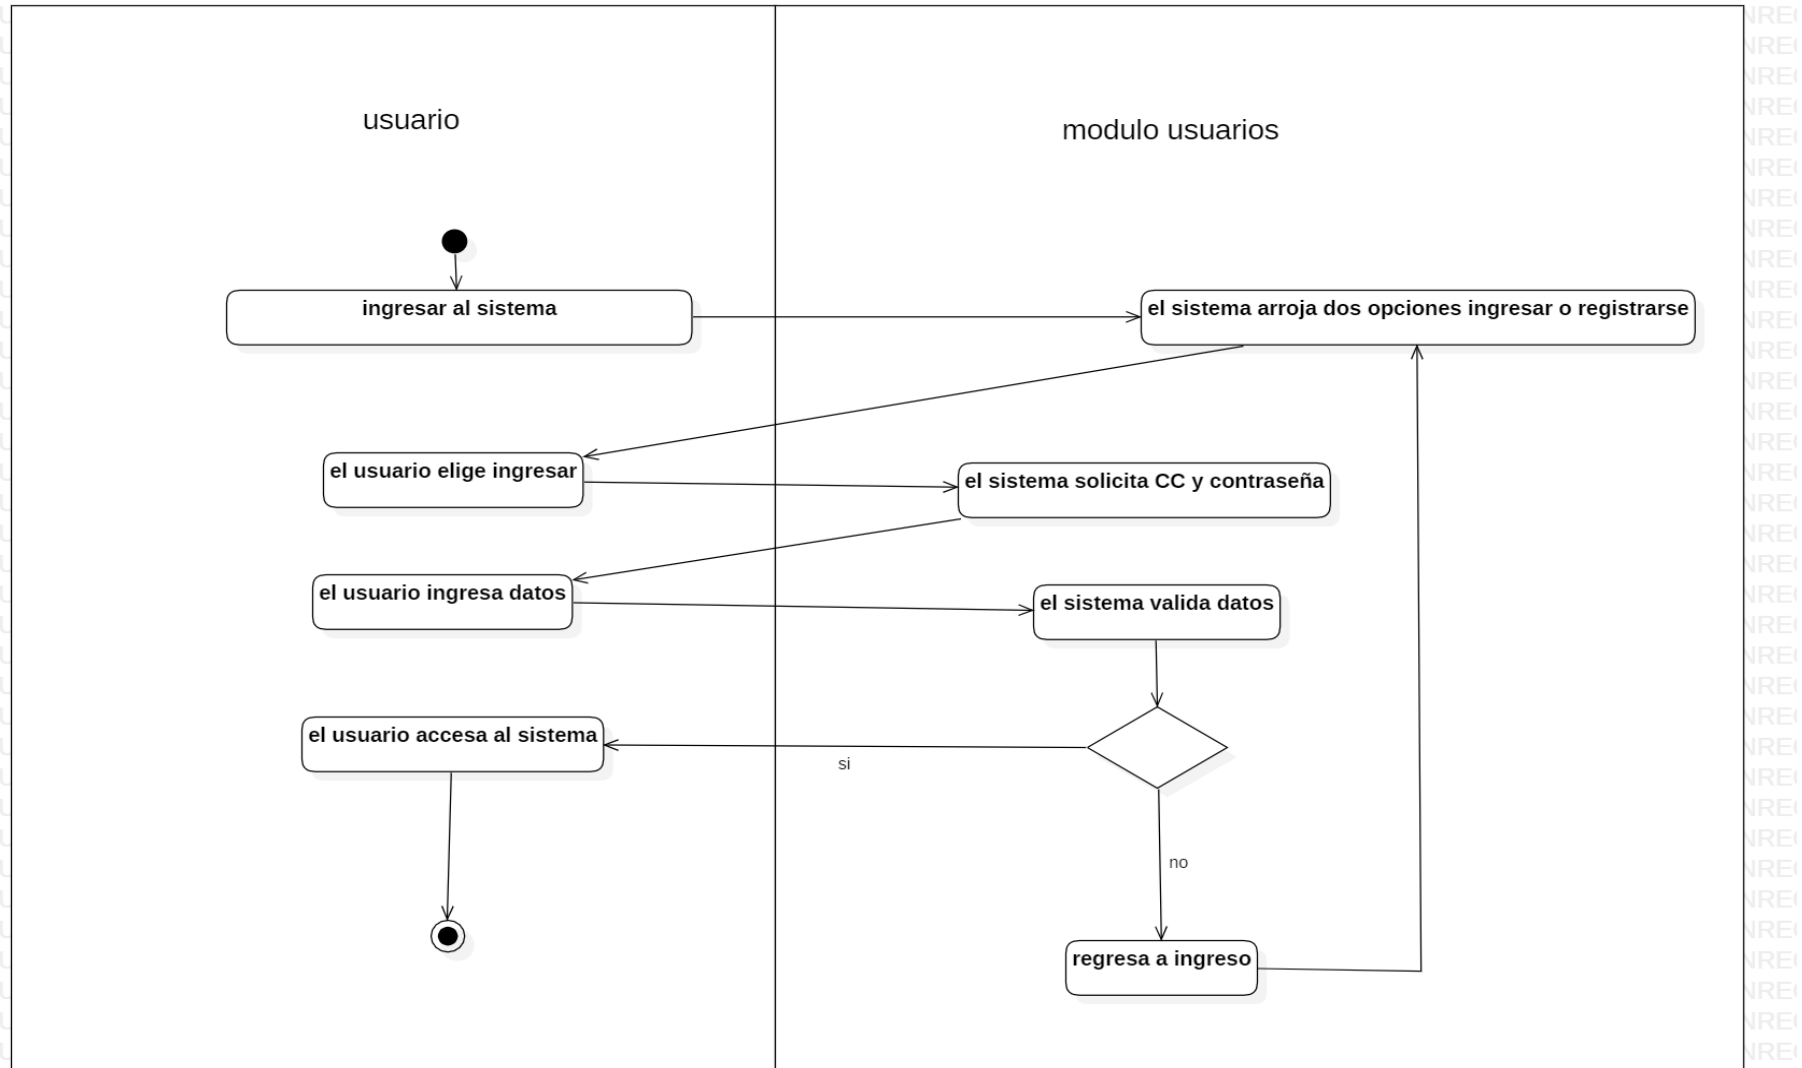 usuario
modulo usuarios
ingresar al sistema
el sistema arroja dos opciones ingresar o registrarse
el usuario elige ingresar
el sistema solicita CC y contraseña
el usuario ingresa datos
el sistema valida datos
el usuario accesa al sistema
si
no
regresa a ingreso